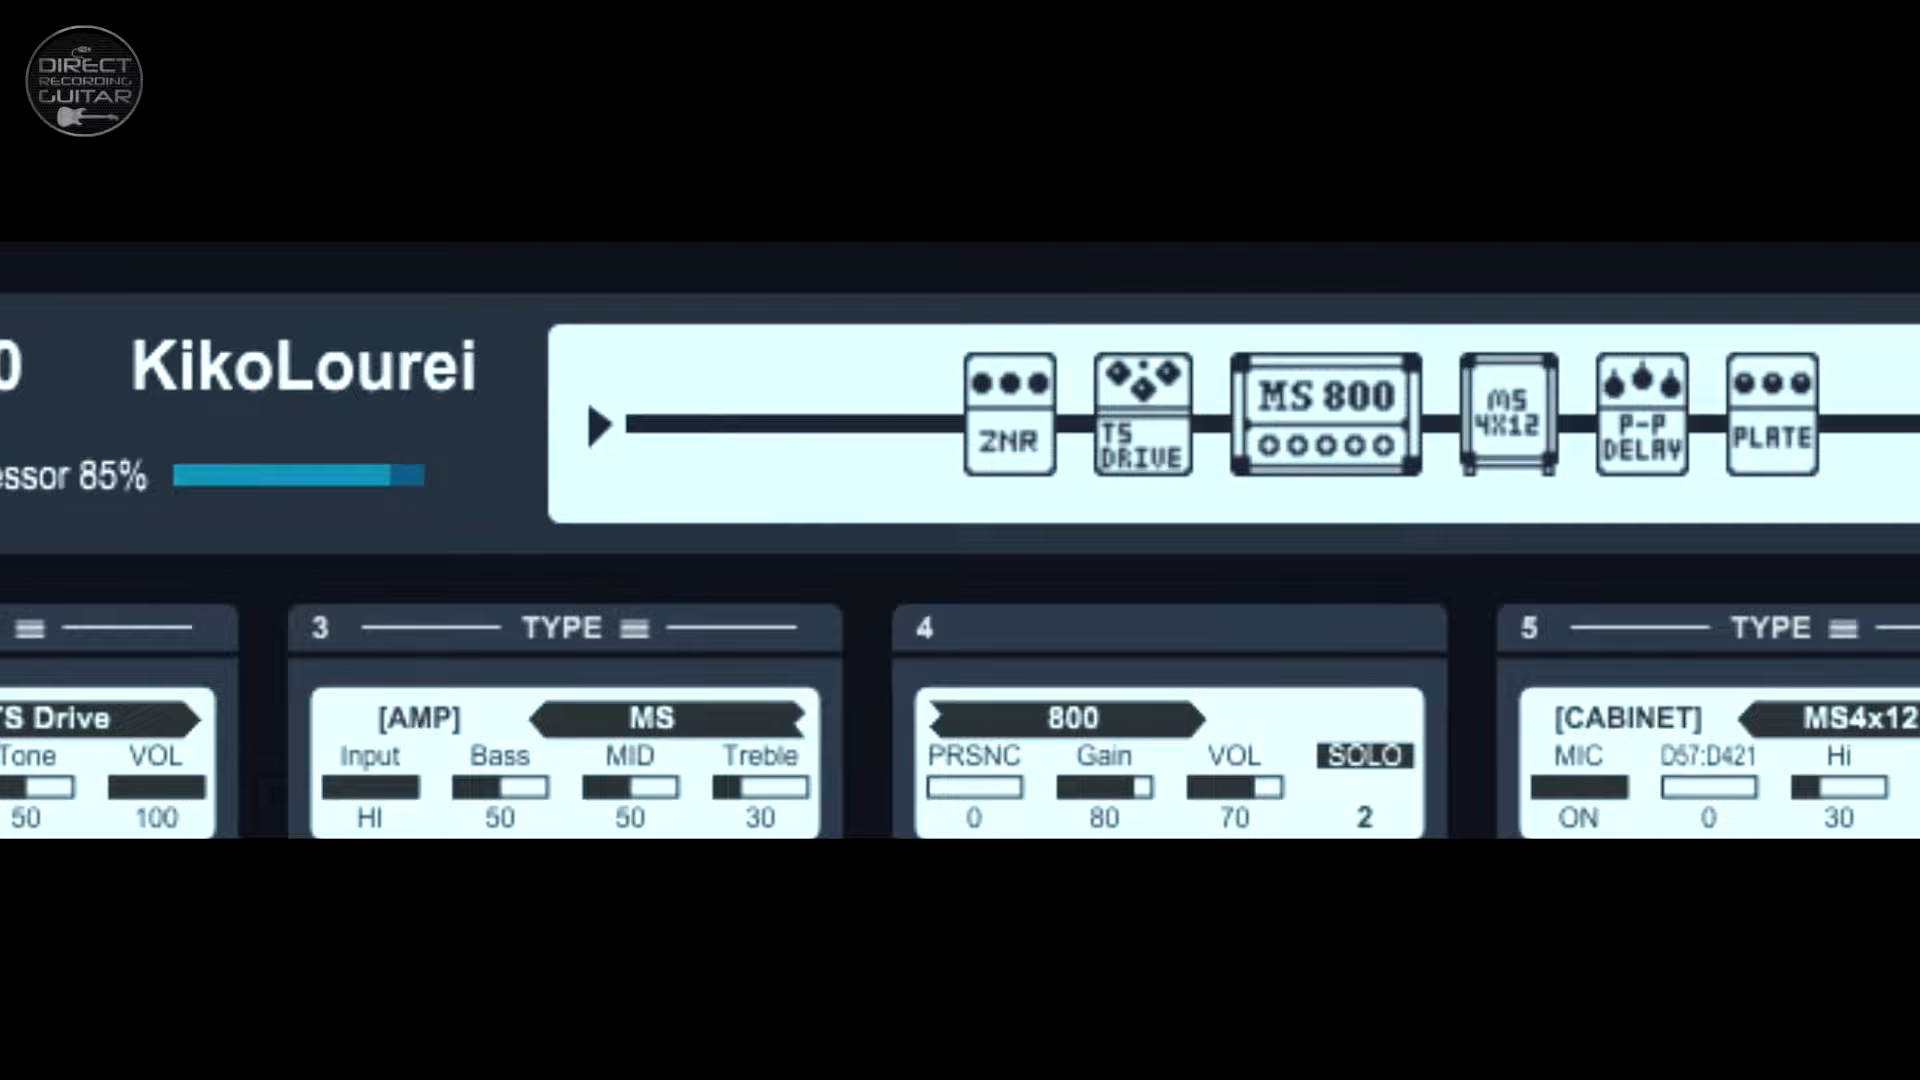 DIRECT
RECORDING
GUITAR
0 KikoLourei
essor 85%
ZNR
TS
DRIVE
MS 800
MS
4X12
P-P
DELAY
PLATE
3 TYPE
4
5 TYPE
TS Drive
Tone VOL
50 100
[AMP] MS
Input Bass MID Treble
HI 50 50 30
800
PRSNC Gain VOL SOLO
0 80 70 2
[CABINET] MS4x12
MIC D57:D421 Hi
ON 0 30